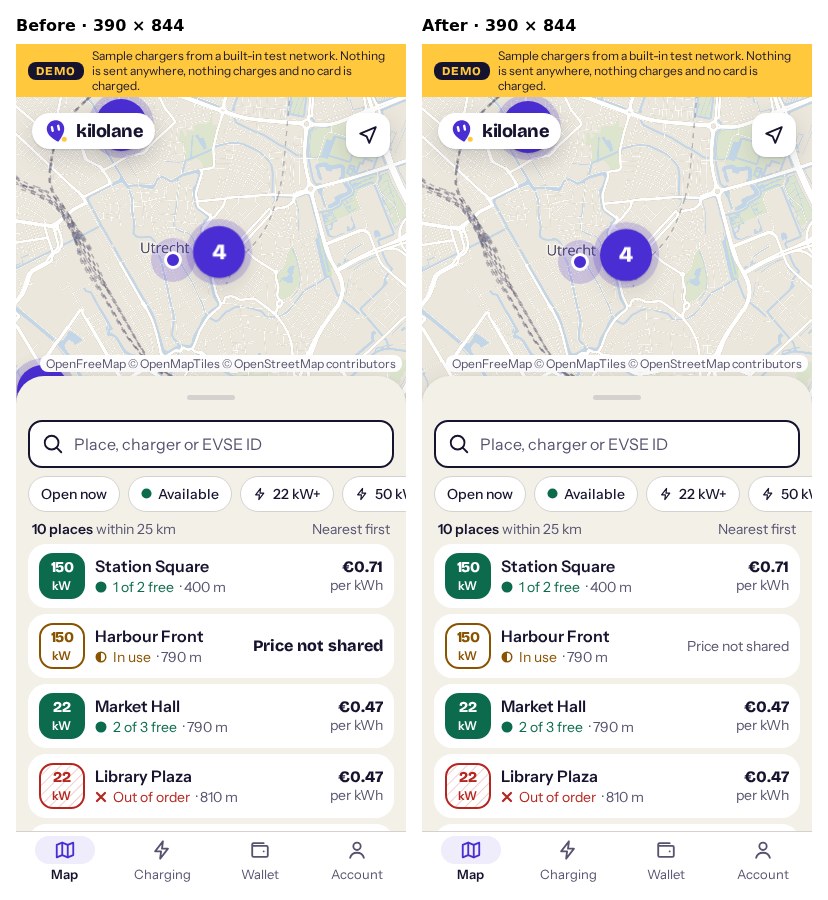 Before · 390 × 844
DEMO
Sample chargers from a built-in test network. Nothing
is sent anywhere, nothing charges and no card is
charged.
kilolane
Utrecht
4
OpenFreeMap © OpenMapTiles © OpenStreetMap contributors
Place, charger or EVSE ID
Open now
Available
22 kW+
50 kW
10 places within 25 km
Nearest first
150
kW
Station Square
1 of 2 free · 400 m
€0.71
per kWh
150
kW
Harbour Front
In use · 790 m
Price not shared
22
kW
Market Hall
2 of 3 free · 790 m
€0.47
per kWh
22
kW
Library Plaza
Out of order · 810 m
€0.47
per kWh
Map
Charging
Wallet
Account
After · 390 × 844
DEMO
Sample chargers from a built-in test network. Nothing
is sent anywhere, nothing charges and no card is
charged.
kilolane
Utrecht
4
OpenFreeMap © OpenMapTiles © OpenStreetMap contributors
Place, charger or EVSE ID
Open now
Available
22 kW+
50 kW
10 places within 25 km
Nearest first
150
kW
Station Square
1 of 2 free · 400 m
€0.71
per kWh
150
kW
Harbour Front
In use · 790 m
Price not shared
22
kW
Market Hall
2 of 3 free · 790 m
€0.47
per kWh
22
kW
Library Plaza
Out of order · 810 m
€0.47
per kWh
Map
Charging
Wallet
Account